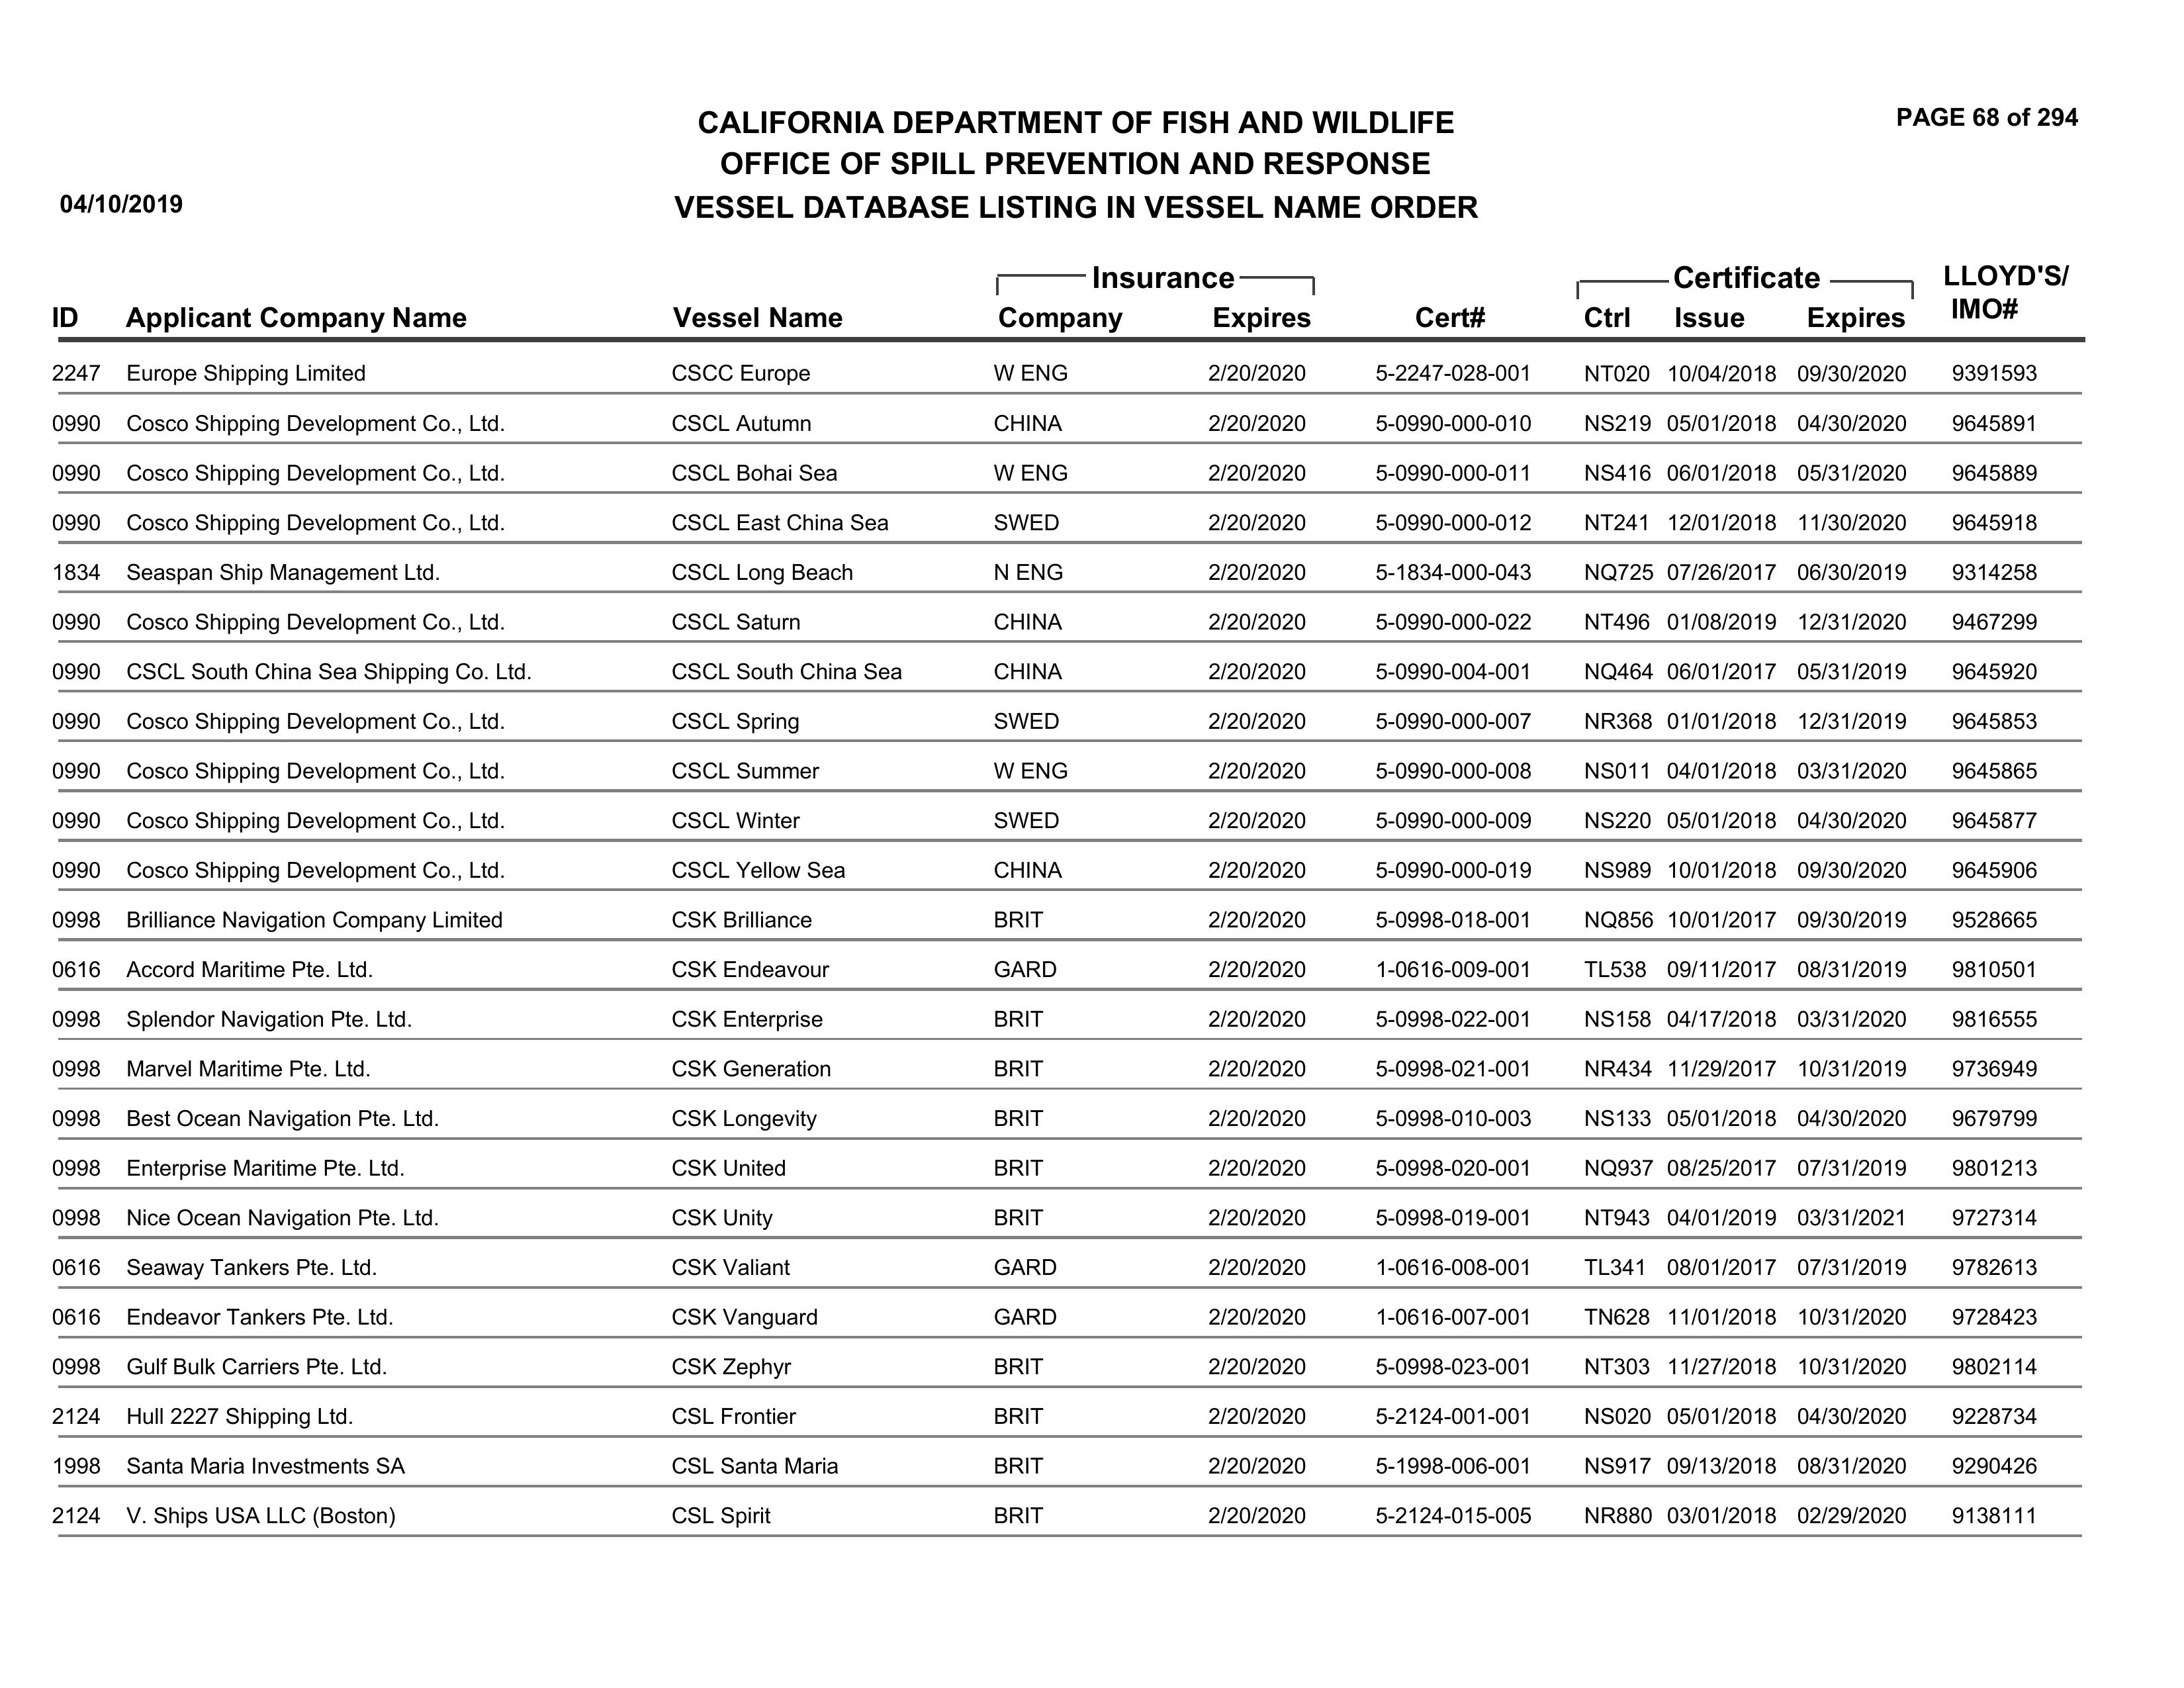 CALIFORNIA DEPARTMENT OF FISH AND WILDLIFE PAGE 68 of 294
OFFICE OF SPILL PREVENTION AND RESPONSE
04/10/2019 VESSEL DATABASE LISTING IN VESSEL NAME ORDER
Insurance Certificate LLOYD'S/
ID Applicant Company Name Vessel Name Company Expires Cert# Ctrl Issue Expires IMO#
2247 Europe Shipping Limited CSCC Europe W ENG 2/20/2020 5-2247-028-001 NT020 10/04/2018 09/30/2020 9391593
0990 Cosco Shipping Development Co., Ltd. CSCL Autumn CHINA 2/20/2020 5-0990-000-010 NS219 05/01/2018 04/30/2020 9645891
0990 Cosco Shipping Development Co., Ltd. CSCL Bohai Sea W ENG 2/20/2020 5-0990-000-011 NS416 06/01/2018 05/31/2020 9645889
0990 Cosco Shipping Development Co., Ltd. CSCL East China Sea SWED 2/20/2020 5-0990-000-012 NT241 12/01/2018 11/30/2020 9645918
1834 Seaspan Ship Management Ltd. CSCL Long Beach N ENG 2/20/2020 5-1834-000-043 NQ725 07/26/2017 06/30/2019 9314258
0990 Cosco Shipping Development Co., Ltd. CSCL Saturn CHINA 2/20/2020 5-0990-000-022 NT496 01/08/2019 12/31/2020 9467299
0990 CSCL South China Sea Shipping Co. Ltd. CSCL South China Sea CHINA 2/20/2020 5-0990-004-001 NQ464 06/01/2017 05/31/2019 9645920
0990 Cosco Shipping Development Co., Ltd. CSCL Spring SWED 2/20/2020 5-0990-000-007 NR368 01/01/2018 12/31/2019 9645853
0990 Cosco Shipping Development Co., Ltd. CSCL Summer W ENG 2/20/2020 5-0990-000-008 NS011 04/01/2018 03/31/2020 9645865
0990 Cosco Shipping Development Co., Ltd. CSCL Winter SWED 2/20/2020 5-0990-000-009 NS220 05/01/2018 04/30/2020 9645877
0990 Cosco Shipping Development Co., Ltd. CSCL Yellow Sea CHINA 2/20/2020 5-0990-000-019 NS989 10/01/2018 09/30/2020 9645906
0998 Brilliance Navigation Company Limited CSK Brilliance BRIT 2/20/2020 5-0998-018-001 NQ856 10/01/2017 09/30/2019 9528665
0616 Accord Maritime Pte. Ltd. CSK Endeavour GARD 2/20/2020 1-0616-009-001 TL538 09/11/2017 08/31/2019 9810501
0998 Splendor Navigation Pte. Ltd. CSK Enterprise BRIT 2/20/2020 5-0998-022-001 NS158 04/17/2018 03/31/2020 9816555
0998 Marvel Maritime Pte. Ltd. CSK Generation BRIT 2/20/2020 5-0998-021-001 NR434 11/29/2017 10/31/2019 9736949
0998 Best Ocean Navigation Pte. Ltd. CSK Longevity BRIT 2/20/2020 5-0998-010-003 NS133 05/01/2018 04/30/2020 9679799
0998 Enterprise Maritime Pte. Ltd. CSK United BRIT 2/20/2020 5-0998-020-001 NQ937 08/25/2017 07/31/2019 9801213
0998 Nice Ocean Navigation Pte. Ltd. CSK Unity BRIT 2/20/2020 5-0998-019-001 NT943 04/01/2019 03/31/2021 9727314
0616 Seaway Tankers Pte. Ltd. CSK Valiant GARD 2/20/2020 1-0616-008-001 TL341 08/01/2017 07/31/2019 9782613
0616 Endeavor Tankers Pte. Ltd. CSK Vanguard GARD 2/20/2020 1-0616-007-001 TN628 11/01/2018 10/31/2020 9728423
0998 Gulf Bulk Carriers Pte. Ltd. CSK Zephyr BRIT 2/20/2020 5-0998-023-001 NT303 11/27/2018 10/31/2020 9802114
2124 Hull 2227 Shipping Ltd. CSL Frontier BRIT 2/20/2020 5-2124-001-001 NS020 05/01/2018 04/30/2020 9228734
1998 Santa Maria Investments SA CSL Santa Maria BRIT 2/20/2020 5-1998-006-001 NS917 09/13/2018 08/31/2020 9290426
2124 V. Ships USA LLC (Boston) CSL Spirit BRIT 2/20/2020 5-2124-015-005 NR880 03/01/2018 02/29/2020 9138111